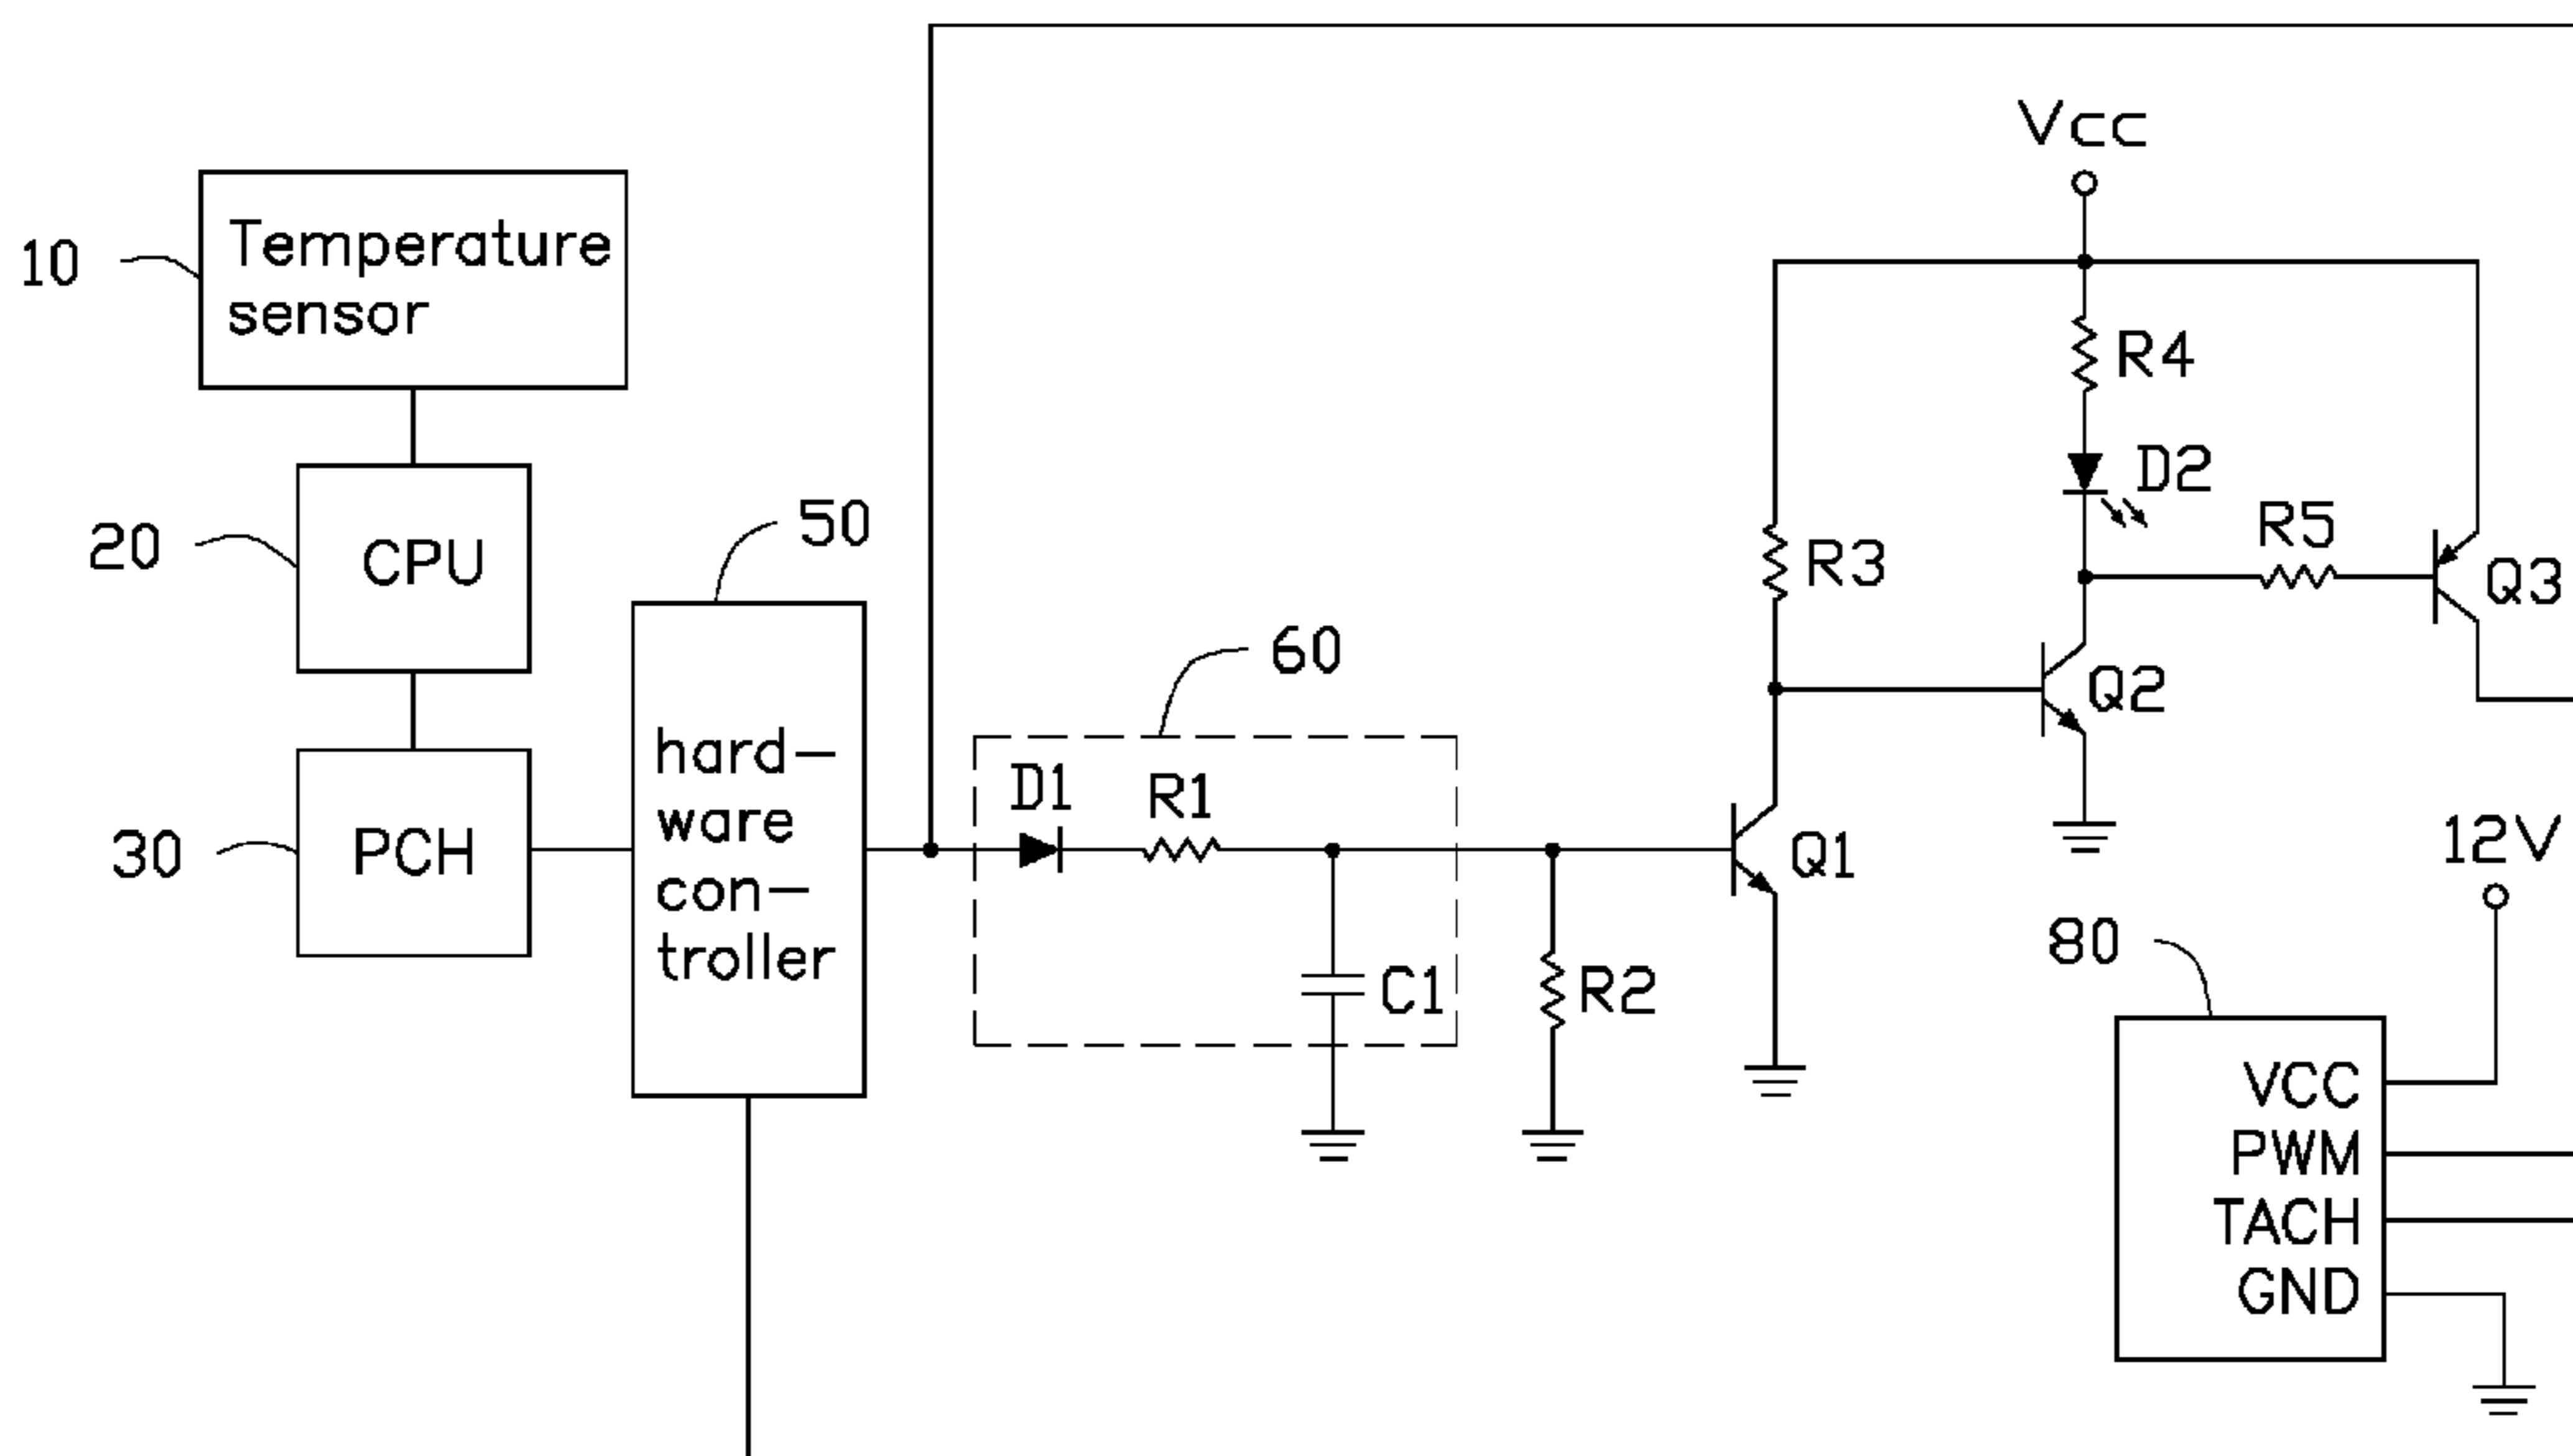 Vcc
10
Temperature
sensor
R4
D2
20
CPU
50
R5
R3
Q3
60
Q2
hard-
ware
con-
troller
D1
R1
30
PCH
Q1
12V
80
C1
R2
VCC
PWM
TACH
GND